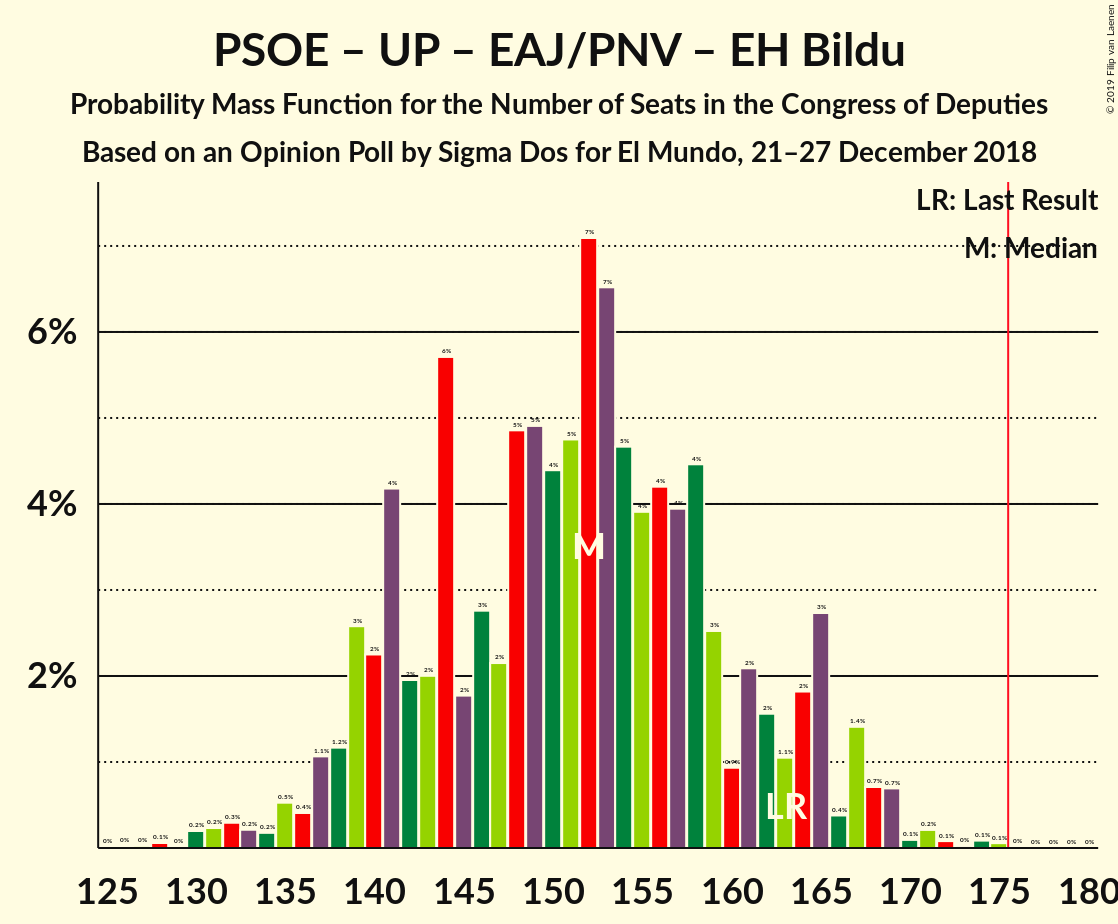 PSOE – UP – EAJ/PNV – EH Bildu
Probability Mass Function for the Number of Seats in the Congress of Deputies
Based on an Opinion Poll by Sigma Dos for El Mundo, 21–27 December 2018
© 2019 Filip van Laenen
LR: Last Result
M: Median
6%
4%
2%
0% 0% 0% 0.1% 0% 0.2% 0.2% 0.3% 0.2% 0.2% 0.5% 0.4% 1.1% 1.2% 3% 2% 4% 2% 2% 6% 2% 3% 2% 5% 5% 4% 5% 7% 7% 5% 4% 4% 4% 4% 3% 0.9% 2% 2% 1.1% 2% 3% 0.4% 1.4% 0.7% 0.7% 0.1% 0.2% 0.1% 0% 0.1% 0.1% 0% 0% 0% 0% 0%
M
LR
125 130 135 140 145 150 155 160 165 170 175 180